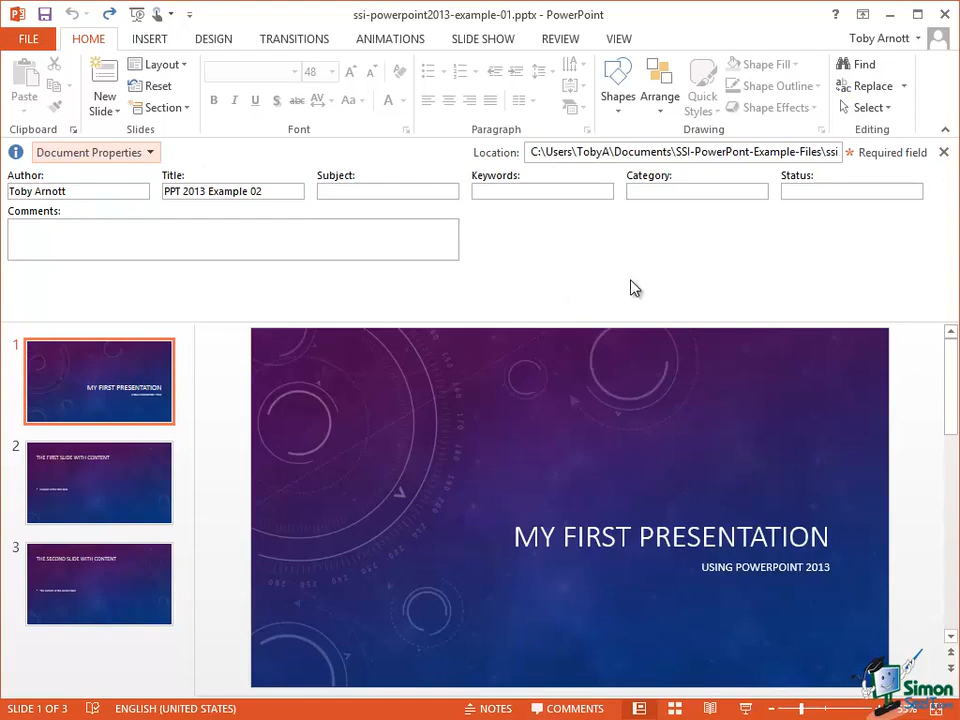 ssi-powerpoint2013-example-01.pptx - PowerPoint
?
FILE HOME INSERT DESIGN TRANSITIONS ANIMATIONS SLIDE SHOW REVIEW VIEW Toby Arnott
Paste
New
Slide
Layout
Reset
Section
48
B I U S abc AV Aa A
Shapes Arrange Quick
Styles
Shape Fill
Shape Outline
Shape Effects
Find
Replace
Select
Clipboard Slides Font Paragraph Drawing Editing
Document Properties
Location: C:\Users\TobyA\Documents\SSI-PowerPont-Example-Files\ssi * Required field
Author: Title: Subject: Keywords: Category: Status:
Toby Arnott PPT 2013 Example 02
Comments:
1
MY FIRST PRESENTATION
2
THE FIRST SLIDE WITH CONTENT
3
THE SECOND SLIDE WITH CONTENT
MY FIRST PRESENTATION
USING POWERPOINT 2013
SLIDE 1 OF 3 ENGLISH (UNITED STATES) NOTES COMMENTS
Simon